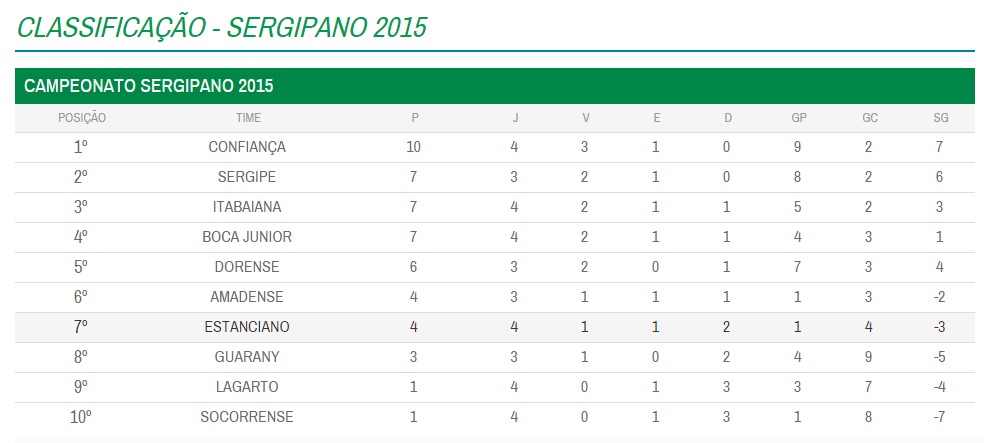 CLASSIFICAÇÃO - SERGIPANO 2015
CAMPEONATO SERGIPANO 2015
POSIÇÃO TIME P J V E D GP GC SG
1º CONFIANÇA 10 4 3 1 0 9 2 7
2º SERGIPE 7 3 2 1 0 8 2 6
3º ITABAIANA 7 4 2 1 1 5 2 3
4º BOCA JUNIOR 7 4 2 1 1 4 3 1
5º DORENSE 6 3 2 0 1 7 3 4
6º AMADENSE 4 3 1 1 1 1 3 -2
7º ESTANCIANO 4 4 1 1 2 1 4 -3
8º GUARANY 3 3 1 0 2 4 9 -5
9º LAGARTO 1 4 0 1 3 3 7 -4
10º SOCORRENSE 1 4 0 1 3 1 8 -7